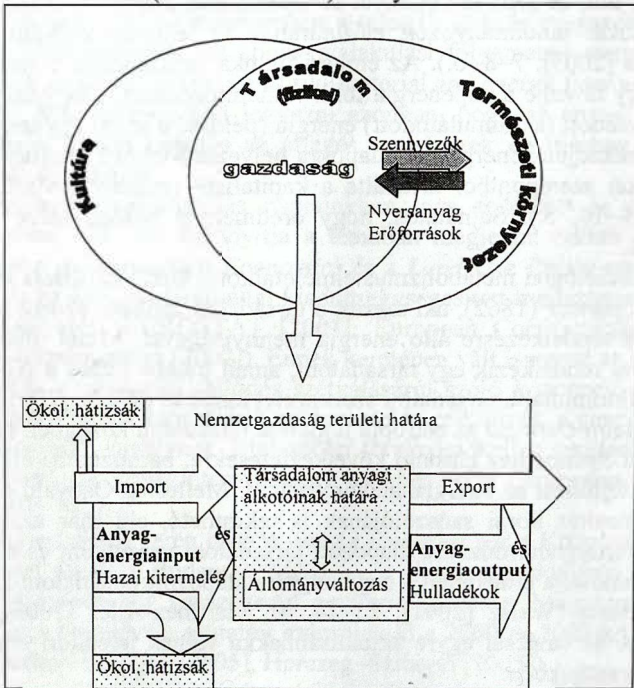 Társadalom
(fizikai)
Kultúra
Természeti környezet
gazdaság
Szennyezők
Nyersanyag
Erőforrások
Ökol. hátizsák
Nemzetgazdaság területi határa
Import
Társadalom anyagi
alkotóinak határa
Export
Anyag- és
energiainput
Hazai kitermelés
Állományváltozás
Anyag- és
energiaoutput
Hulladékok
Ökol. hátizsák